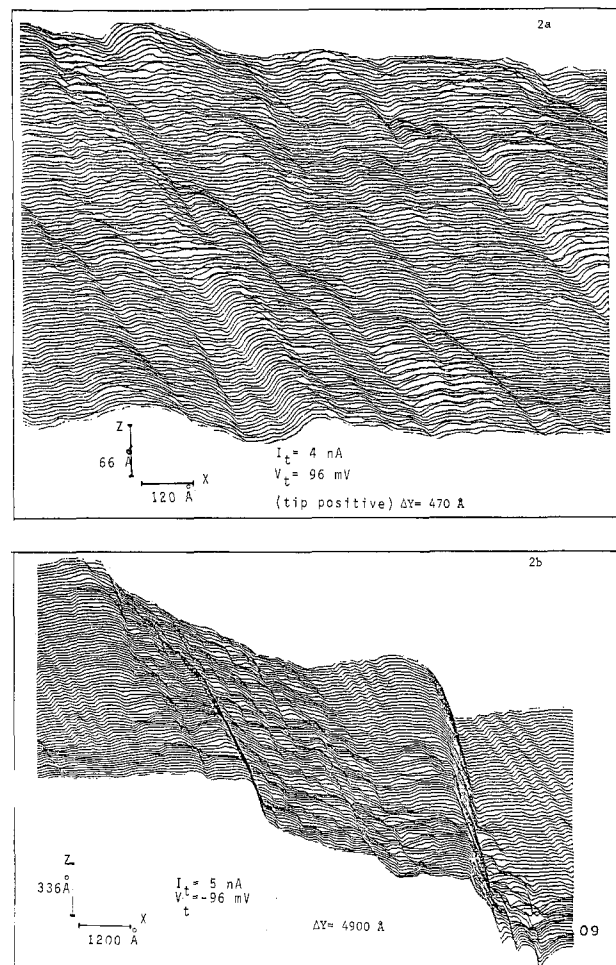 2a
Z
66 Å
120 Å
X
I_t = 4 nA
V_t = 96 mV
(tip positive) ΔY= 470 Å
2b
Z
336Å
1200 Å
X
I_t = 5 nA
V_t = -96 mV
ΔY= 4900 Å
09